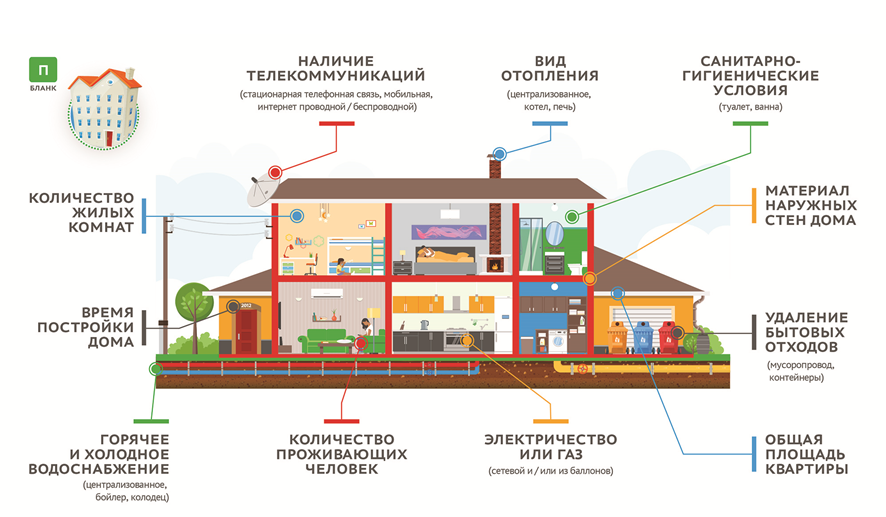 П
БЛАНК
НАЛИЧИЕ
ТЕЛЕКОММУНИКАЦИЙ
(стационарная телефонная связь, мобильная,
интернет проводной / беспроводной)
ВИД
ОТОПЛЕНИЯ
(централизованное,
котел, печь)
САНИТАРНО-
ГИГИЕНИЧЕСКИЕ
УСЛОВИЯ
(туалет, ванна)
КОЛИЧЕСТВО
ЖИЛЫХ
КОМНАТ
МАТЕРИАЛ
НАРУЖНЫХ
СТЕН ДОМА
ВРЕМЯ
ПОСТРОЙКИ
ДОМА
2012
УДАЛЕНИЕ
БЫТОВЫХ
ОТХОДОВ
(мусоропровод,
контейнеры)
ГОРЯЧЕЕ
И ХОЛОДНОЕ
ВОДОСНАБЖЕНИЕ
(централизованное,
бойлер, колодец)
КОЛИЧЕСТВО
ПРОЖИВАЮЩИХ
ЧЕЛОВЕК
ЭЛЕКТРИЧЕСТВО
ИЛИ ГАЗ
(сетевой и / или из баллонов)
ОБЩАЯ
ПЛОЩАДЬ
КВАРТИРЫ